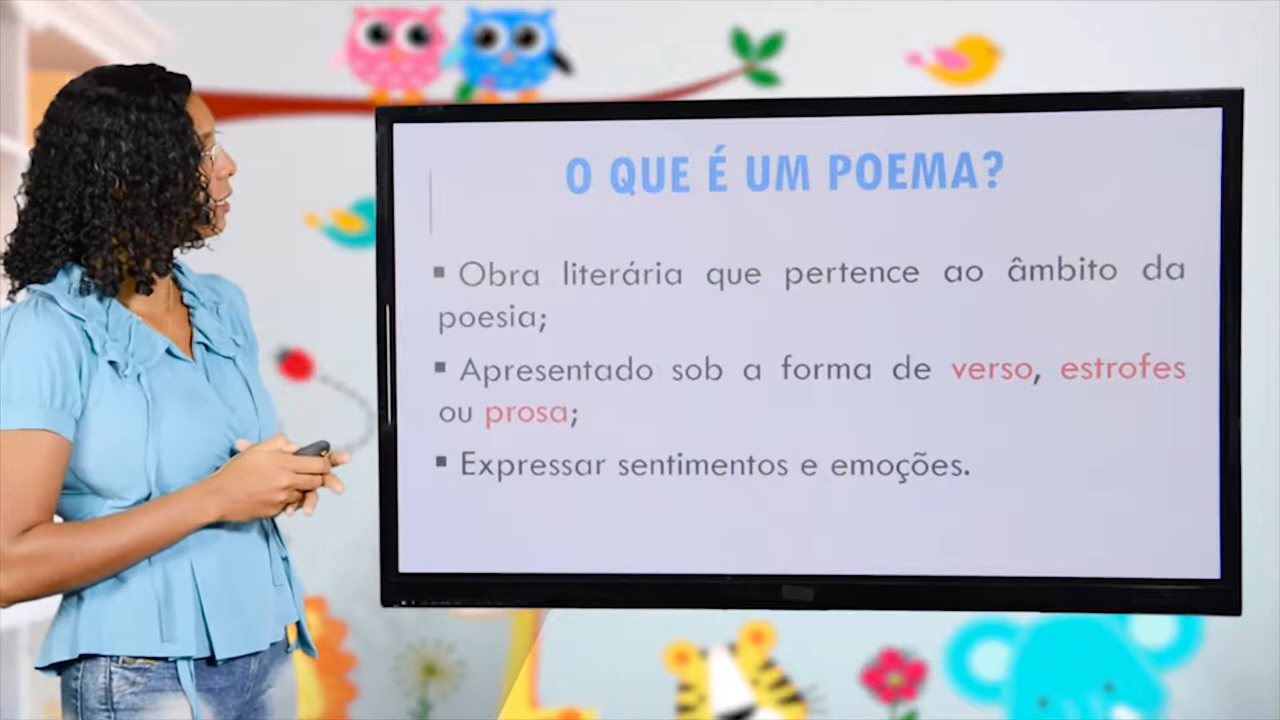 O QUE É UM POEMA?
▪ Obra literária que pertence ao âmbito da
poesia;
▪ Apresentado sob a forma de verso, estrofes
ou prosa;
▪ Expressar sentimentos e emoções.